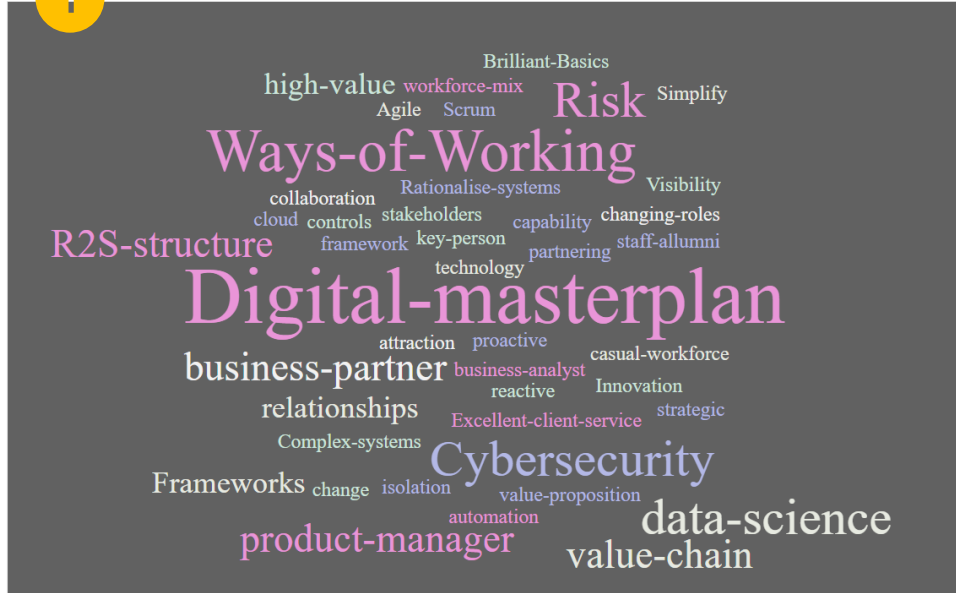 Brilliant-Basics
high-value workforce-mix Risk Simplify
Agile Scrum
Ways-of-Working
Rationalise-systems Visibility
collaboration
cloud controls stakeholders capability changing-roles
R2S-structure framework key-person partnering staff-allumni
technology
Digital-masterplan
attraction proactive
business-partner business-analyst casual-workforce
reactive Innovation
relationships Excellent-client-service strategic
Complex-systems
Cybersecurity
Frameworks change isolation value-proposition
automation data-science
product-manager value-chain